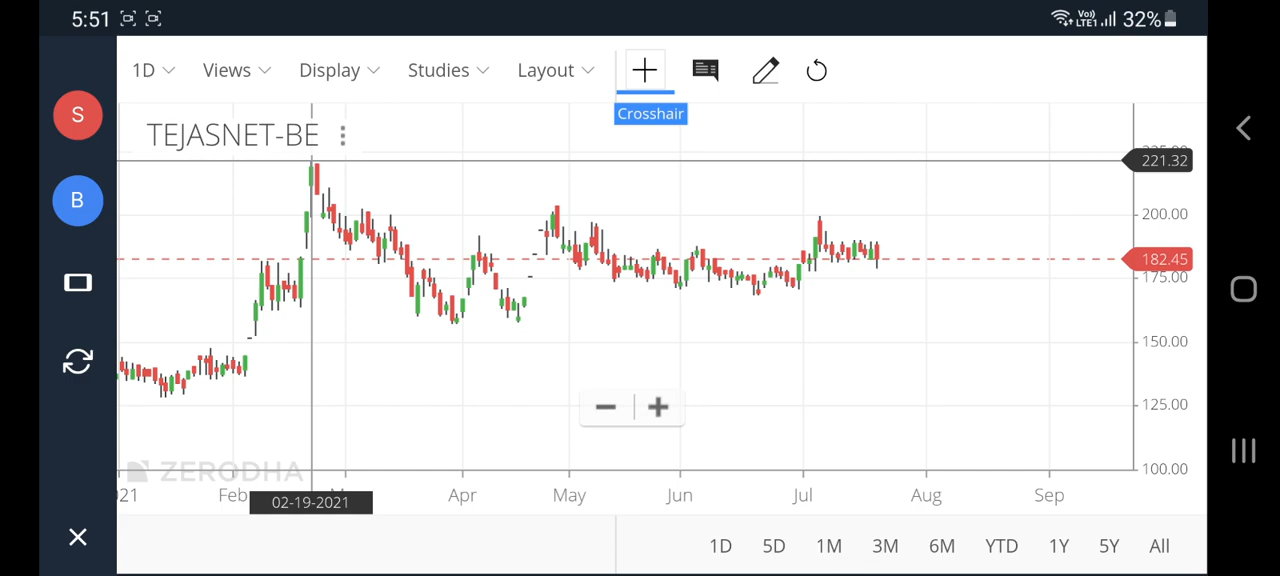 5:51 Vo) LTE1 32%
1D Views Display Studies Layout
Crosshair
S
TEJASNET-BE
221.32
B
200.00
182.45
175.00
150.00
125.00
ZERODHA
100.00
21 Feb Apr May Jun Jul Aug Sep
02-19-2021
1D 5D 1M 3M 6M YTD 1Y 5Y All